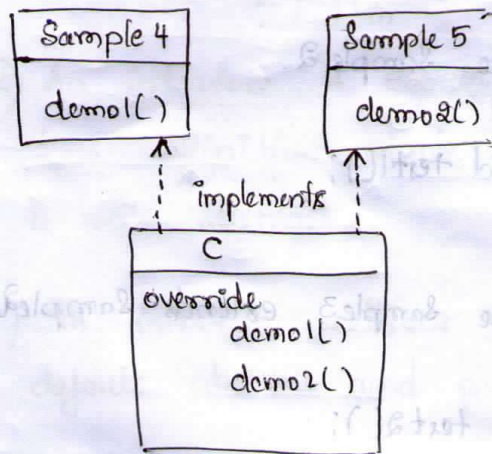 Sample 4
Sample 5
demo1()
demo2()
implements
C
override
demo1()
demo2()